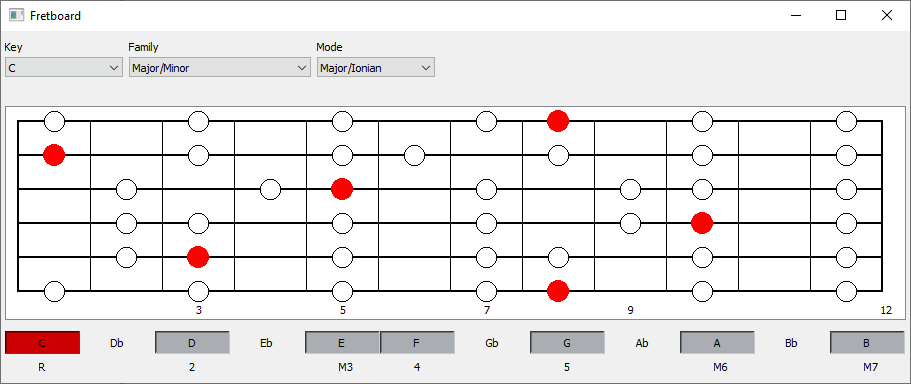 Fretboard
Key Family Mode
C Major/Minor Major/Ionian
3 5 7 9 12
C Db D Eb E F Gb G Ab A Bb B
R 2 M3 4 5 M6 M7